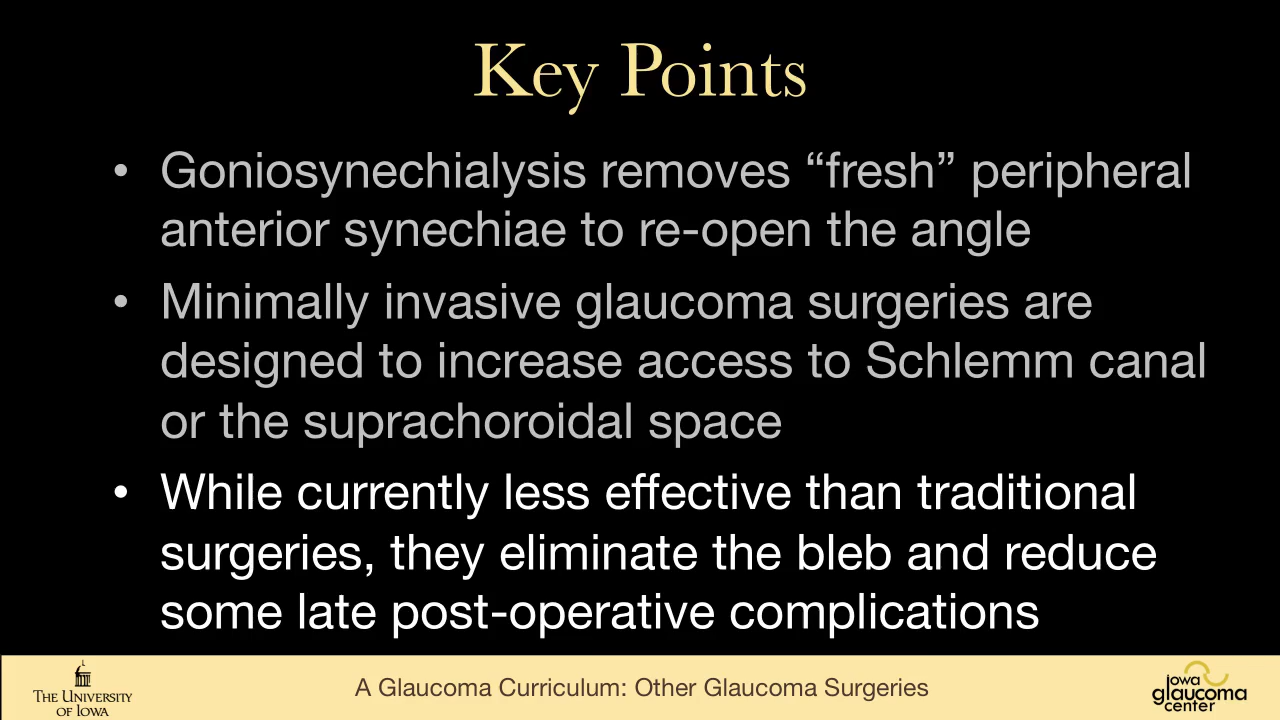 Key Points
• Goniosynechialysis removes “fresh” peripheral
anterior synechiae to re-open the angle
• Minimally invasive glaucoma surgeries are
designed to increase access to Schlemm canal
or the suprachoroidal space
• While currently less effective than traditional
surgeries, they eliminate the bleb and reduce
some late post-operative complications
THE UNIVERSITY
OF IOWA
A Glaucoma Curriculum: Other Glaucoma Surgeries
iowa
glaucoma
center